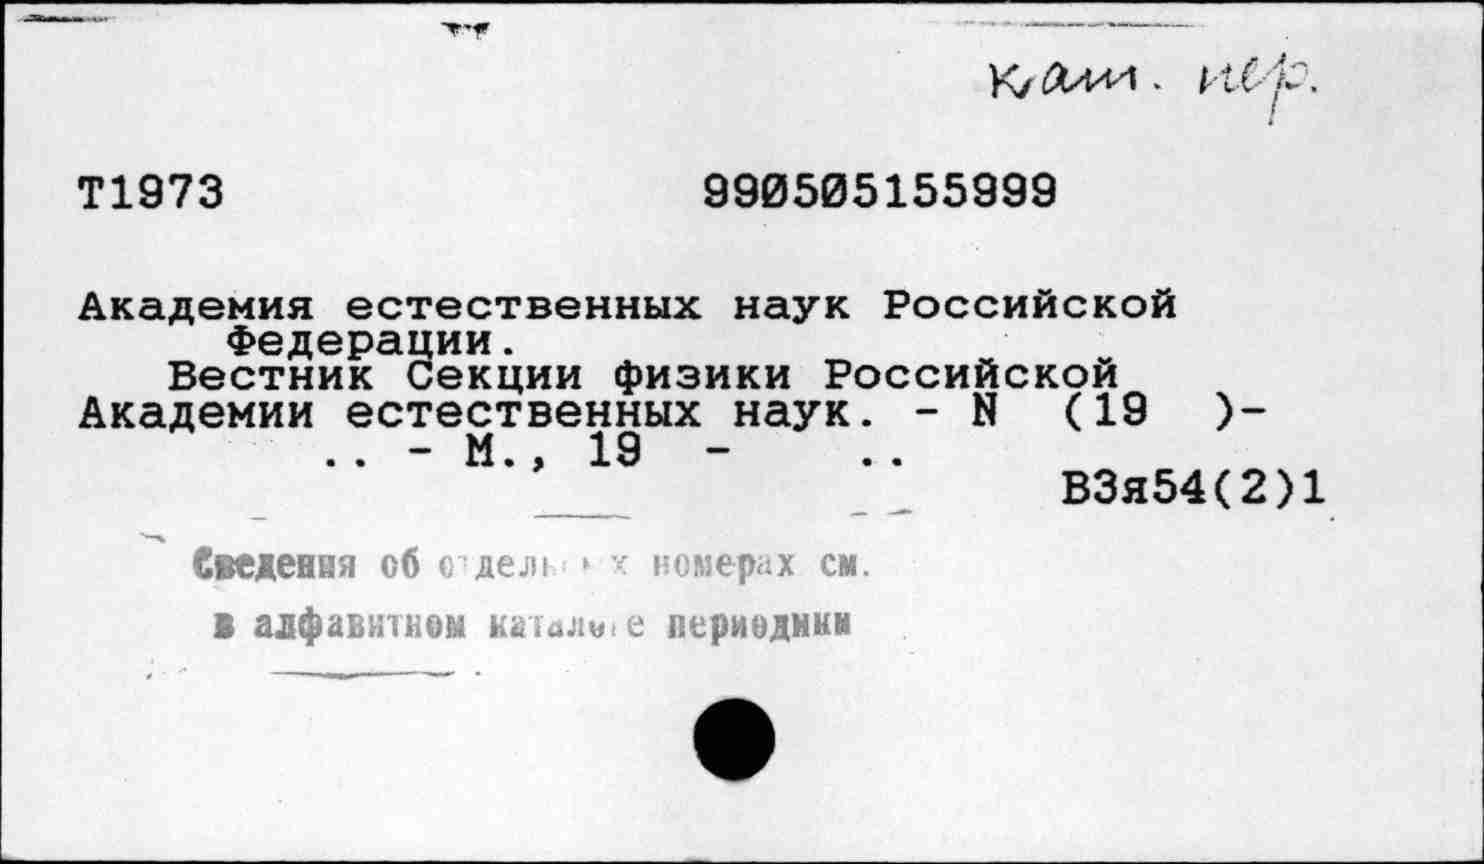 кат. пер.
Т1973 990505155999
Академия естественных наук Российской
Федерации.
Вестник Секции физики Российской
Академии естественных наук. - N (19 )-
.. - М., 19 - ..
В3я54(2)1
Сведения об отдельных номерах см.
в алфавитном каталоге периодики